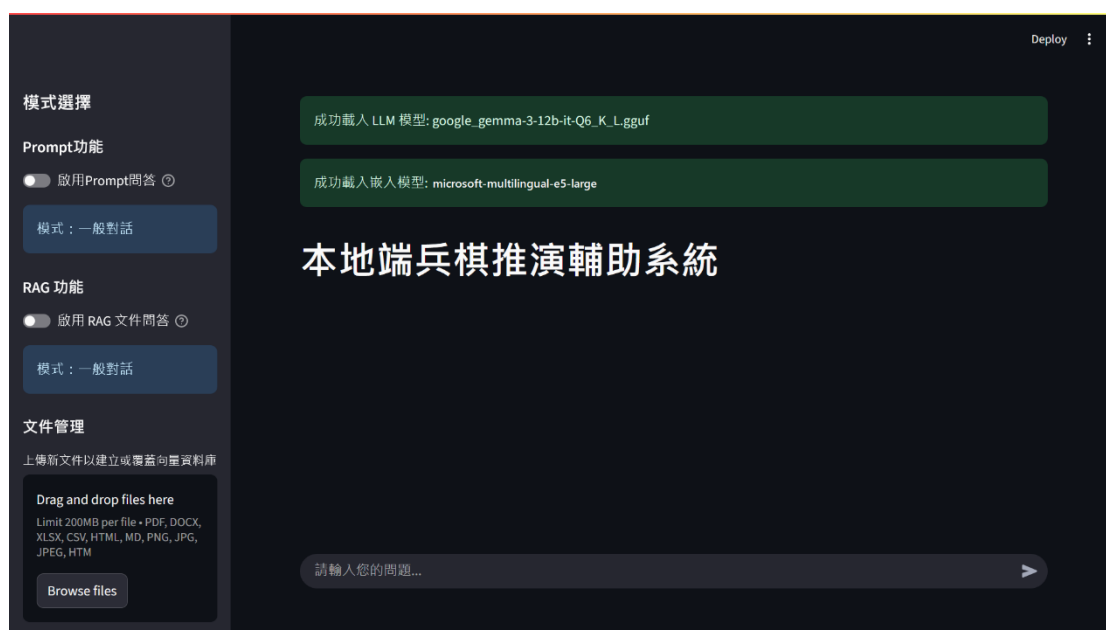 Deploy
模式選擇
Prompt功能
啟用Prompt問答
模式：一般對話
RAG 功能
啟用 RAG 文件問答
模式：一般對話
文件管理
上傳新文件以建立或覆蓋向量資料庫
Drag and drop files here
Limit 200MB per file • PDF, DOCX,
XLSX, CSV, HTML, MD, PNG, JPG,
JPEG, HTM
Browse files
成功載入 LLM 模型: google_gemma-3-12b-it-Q6_K_L.gguf
成功載入嵌入模型: microsoft-multilingual-e5-large
本地端兵棋推演輔助系統
請輸入您的問題...